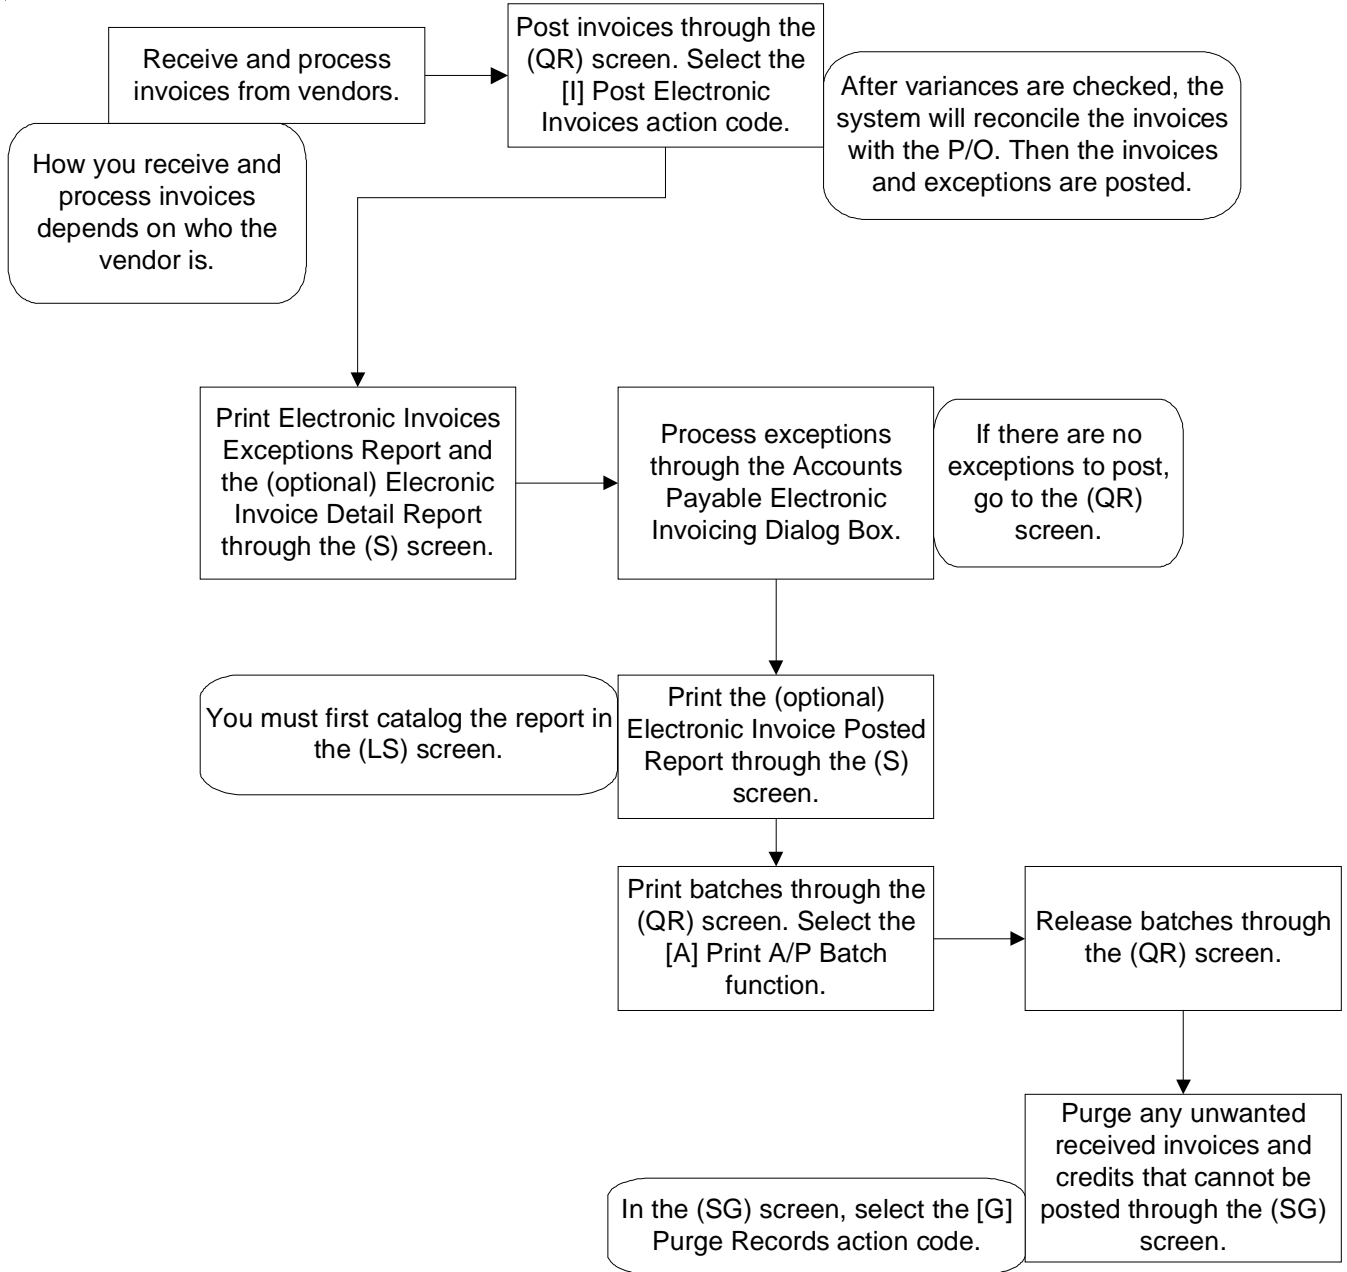 Receive and process
invoices from vendors.
How you receive and
process invoices
depends on who the
vendor is.
Post invoices through the
(QR) screen. Select the
[I] Post Electronic
Invoices action code.
After variances are checked, the
system will reconcile the invoices
with the P/O. Then the invoices
and exceptions are posted.
Print Electronic Invoices
Exceptions Report and
the (optional) Elecronic
Invoice Detail Report
through the (S) screen.
Process exceptions
through the Accounts
Payable Electronic
Invoicing Dialog Box.
If there are no
exceptions to post,
go to the (QR)
screen.
You must first catalog the report in
the (LS) screen.
Print the (optional)
Electronic Invoice Posted
Report through the (S)
screen.
Print batches through the
(QR) screen. Select the
[A] Print A/P Batch
function.
Release batches through
the (QR) screen.
In the (SG) screen, select the [G]
Purge Records action code.
Purge any unwanted
received invoices and
credits that cannot be
posted through the (SG)
screen.